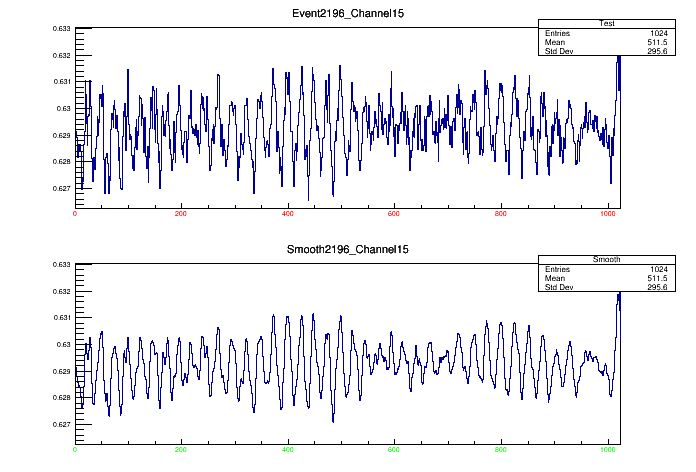 Event2196_Channel15
Test
Entries 1024
Mean 511.5
Std Dev 295.6
0.633
0.632
0.631
0.63
0.629
0.628
0.627
0 200 400 600 800 1000
Smooth2196_Channel15
Smooth
Entries 1024
Mean 511.5
Std Dev 295.6
0.633
0.632
0.631
0.63
0.629
0.628
0.627
0 200 400 600 800 1000